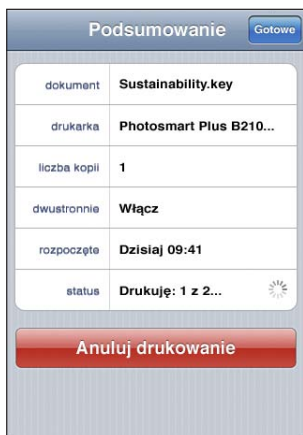 Podsumowanie Gotowe
dokument Sustainability.key
drukarka Photosmart Plus B210...
liczba kopii 1
dwustronnie Włącz
rozpoczęte Dzisiaj 09:41
status Drukuję: 1 z 2...
Anuluj drukowanie